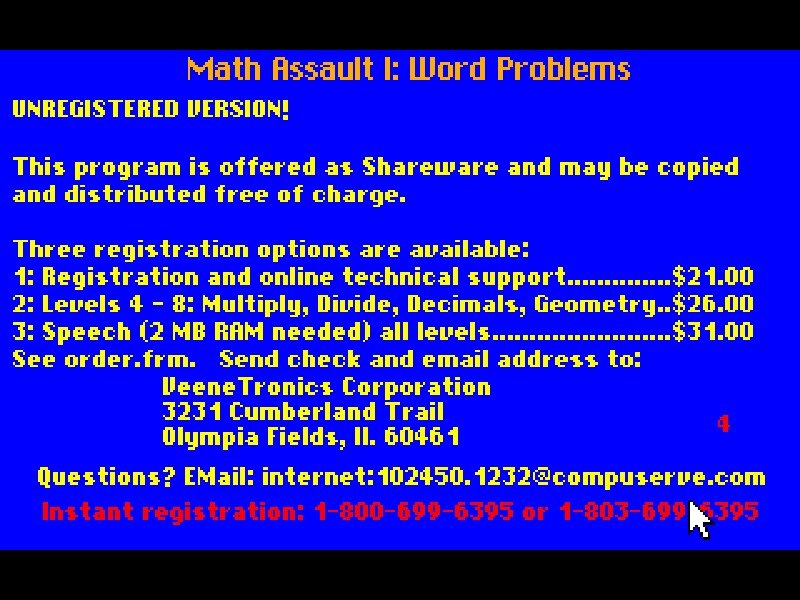 Math Assault I: Word Problems
UNREGISTERED VERSION!
This program is offered as Shareware and may be copied
and distributed free of charge.
Three registration options are available:
1: Registration and online technical support..............$21.00
2: Levels 4 - 8: Multiply, Divide, Decimals, Geometry..$26.00
3: Speech (2 MB RAM needed) all levels........................$31.00
See order.frm.   Send check and email address to:
VeeneTronics Corporation
3231 Cumberland Trail
4
Olympia Fields, Il. 60461
Questions? EMail: internet:102450.1232@compuserve.com
Instant registration: 1-800-699-6395 or 1-803-699-6395